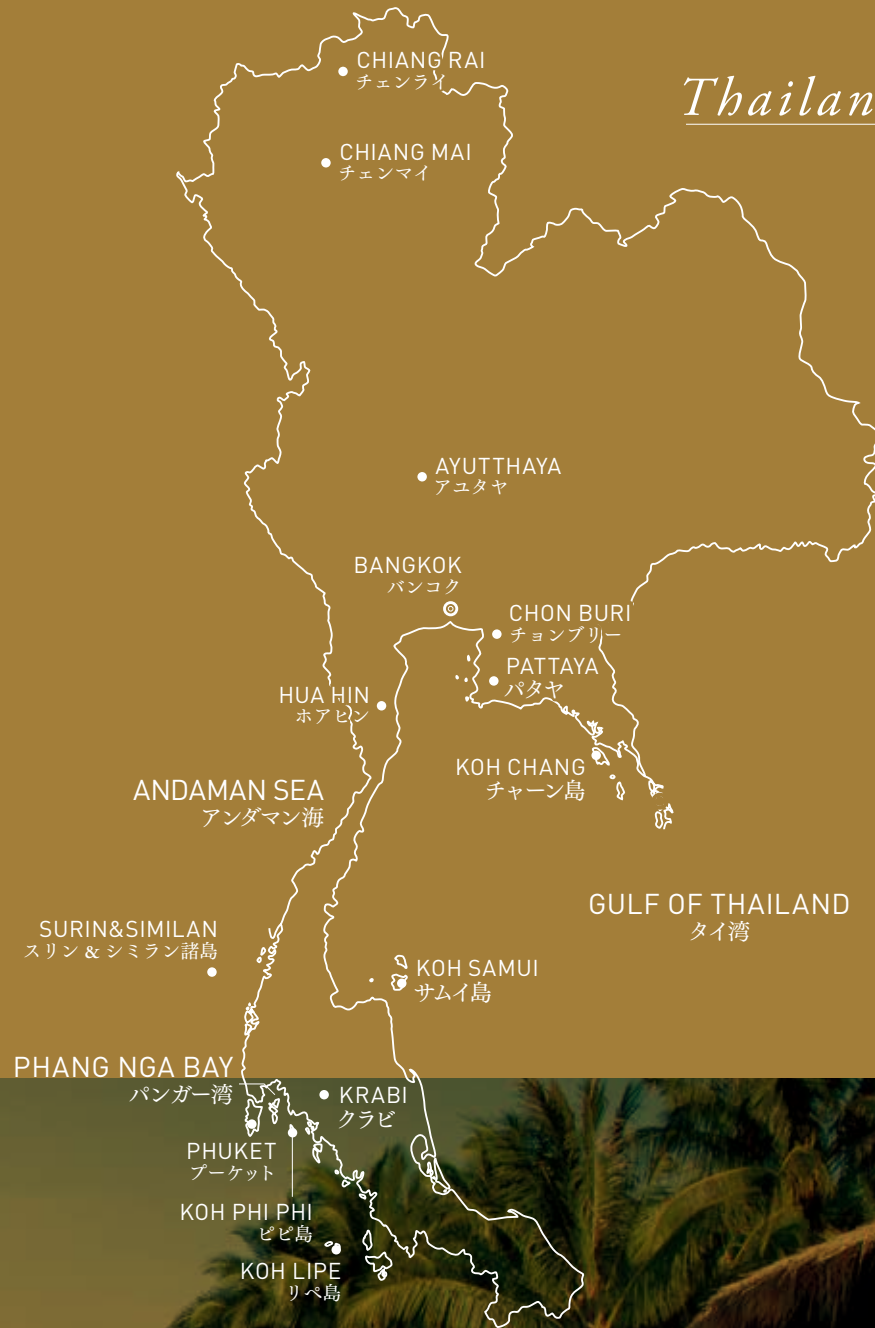 CHIANG RAI
チェンライ
Thailan
CHIANG MAI
チェンマイ
AYUTTHAYA
アユタヤ
BANGKOK
バンコク
CHON BURI
チョンブリー
PATTAYA
パタヤ
HUA HIN
ホアヒン
KOH CHANG
チャーン島
ANDAMAN SEA
アンダマン海
GULF OF THAILAND
タイ湾
SURIN&SIMILAN
スリン & シミラン諸島
KOH SAMUI
サムイ島
PHANG NGA BAY
パンガー湾
KRABI
クラビ
PHUKET
プーケット
KOH PHI PHI
ピピ島
KOH LIPE
リペ島